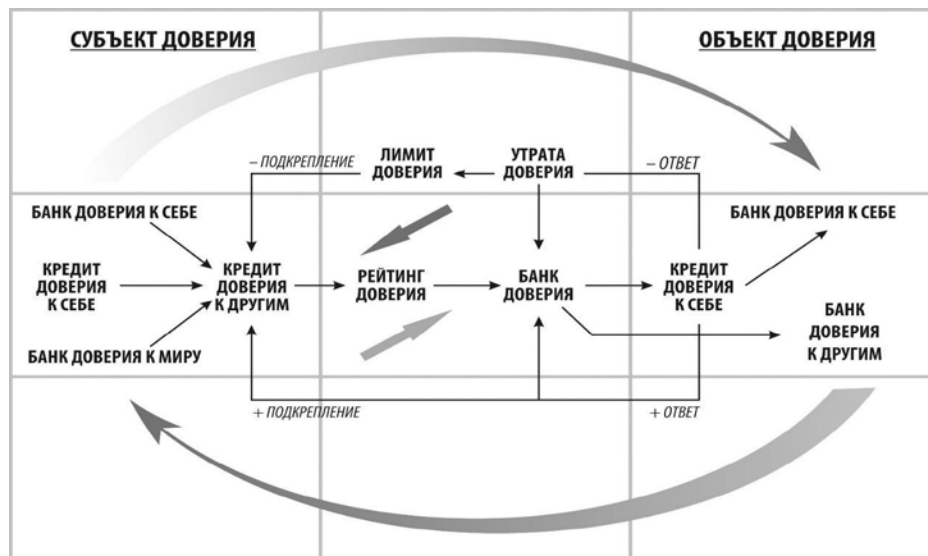 СУБЪЕКТ ДОВЕРИЯ
ОБЪЕКТ ДОВЕРИЯ
– ПОДКРЕПЛЕНИЕ
ЛИМИТ
ДОВЕРИЯ
УТРАТА
ДОВЕРИЯ
– ОТВЕТ
БАНК ДОВЕРИЯ К СЕБЕ
КРЕДИТ
ДОВЕРИЯ
К СЕБЕ
БАНК ДОВЕРИЯ К МИРУ
КРЕДИТ
ДОВЕРИЯ
К ДРУГИМ
РЕЙТИНГ
ДОВЕРИЯ
БАНК
ДОВЕРИЯ
КРЕДИТ
ДОВЕРИЯ
К СЕБЕ
БАНК ДОВЕРИЯ К СЕБЕ
БАНК
ДОВЕРИЯ
К ДРУГИМ
+ ПОДКРЕПЛЕНИЕ
+ ОТВЕТ